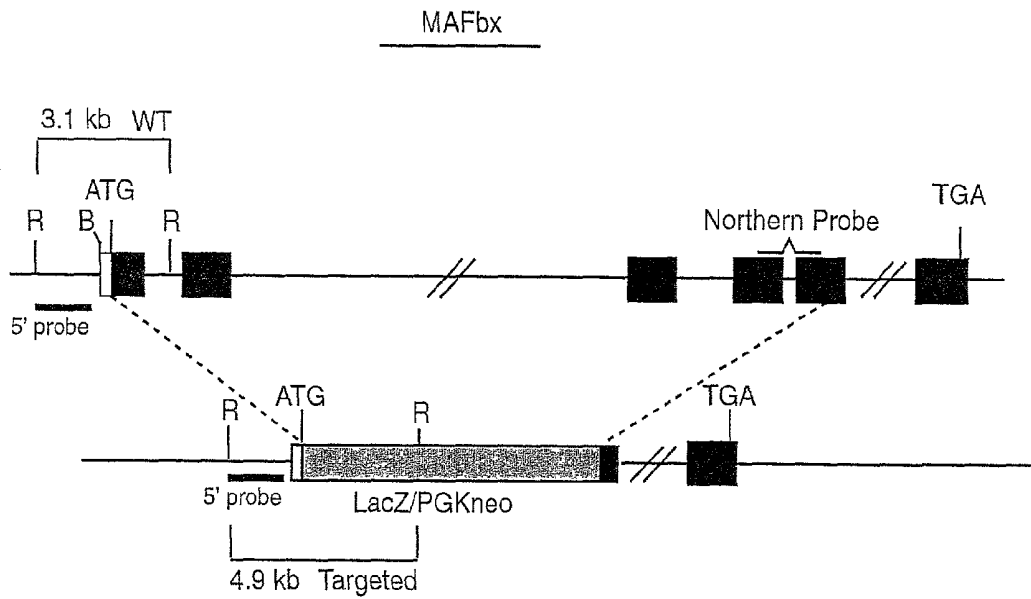 MAFbx
3.1 kb WT
ATG
R
B
R
Northern Probe
TGA
5' probe
R
ATG
R
TGA
5' probe
LacZ/PGKneo
4.9 kb Targeted